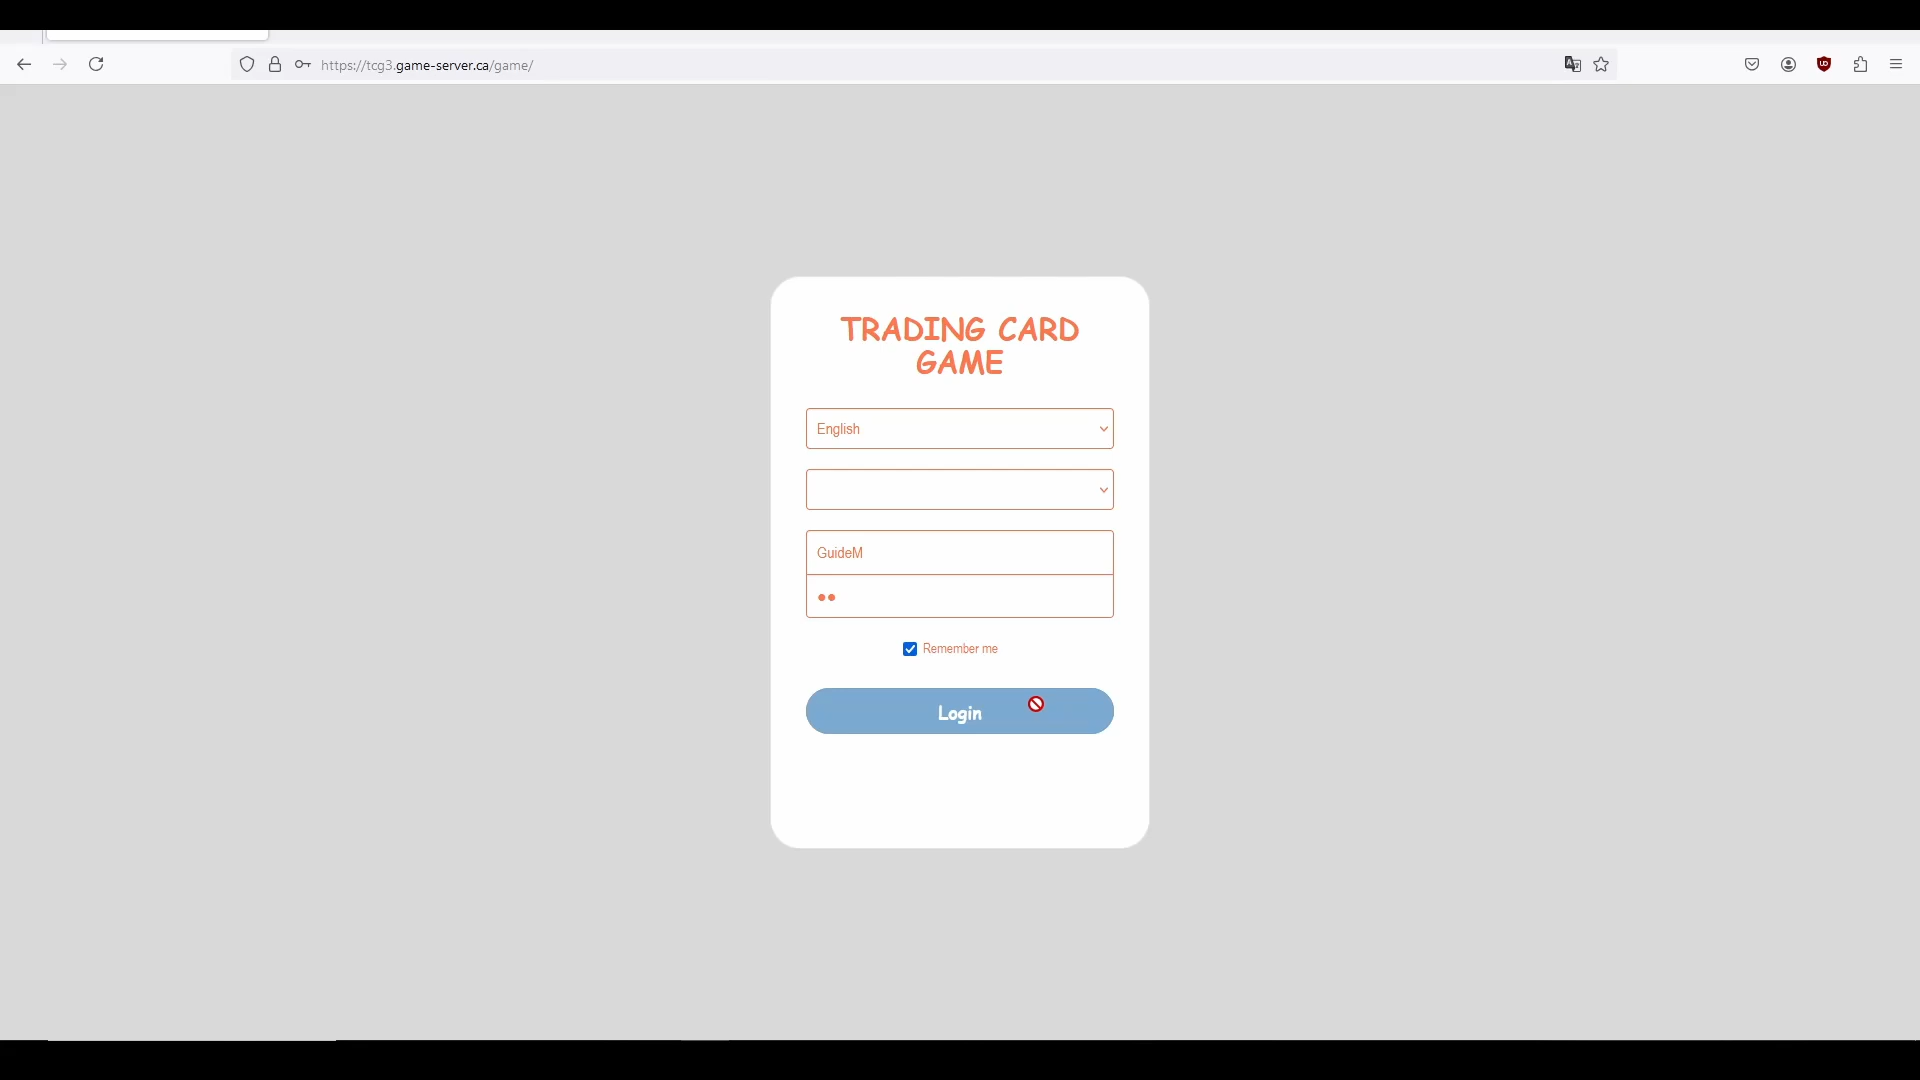 https://tcg3.game-server.ca/game/
TRADING CARD
GAME
English
GuideM
Remember me
Login